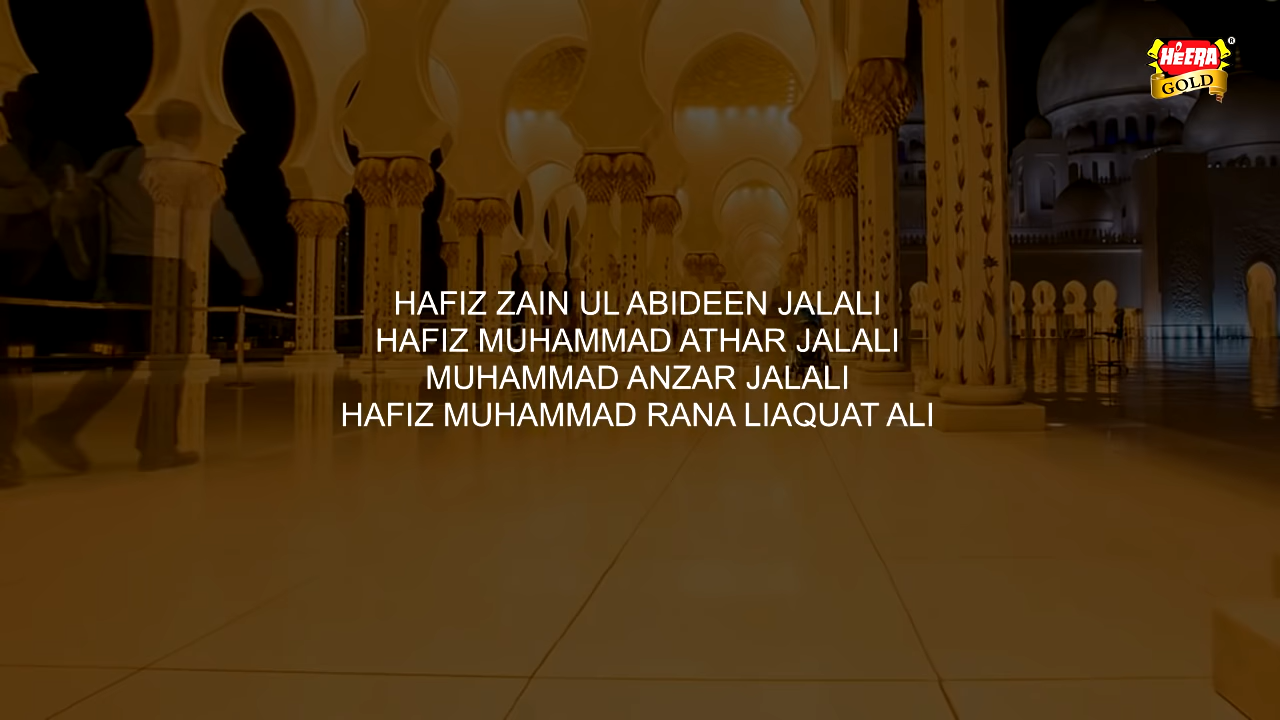 HEERA
GOLD
®
HAFIZ ZAIN UL ABIDEEN JALALI
HAFIZ MUHAMMAD ATHAR JALALI
MUHAMMAD ANZAR JALALI
HAFIZ MUHAMMAD RANA LIAQUAT ALI